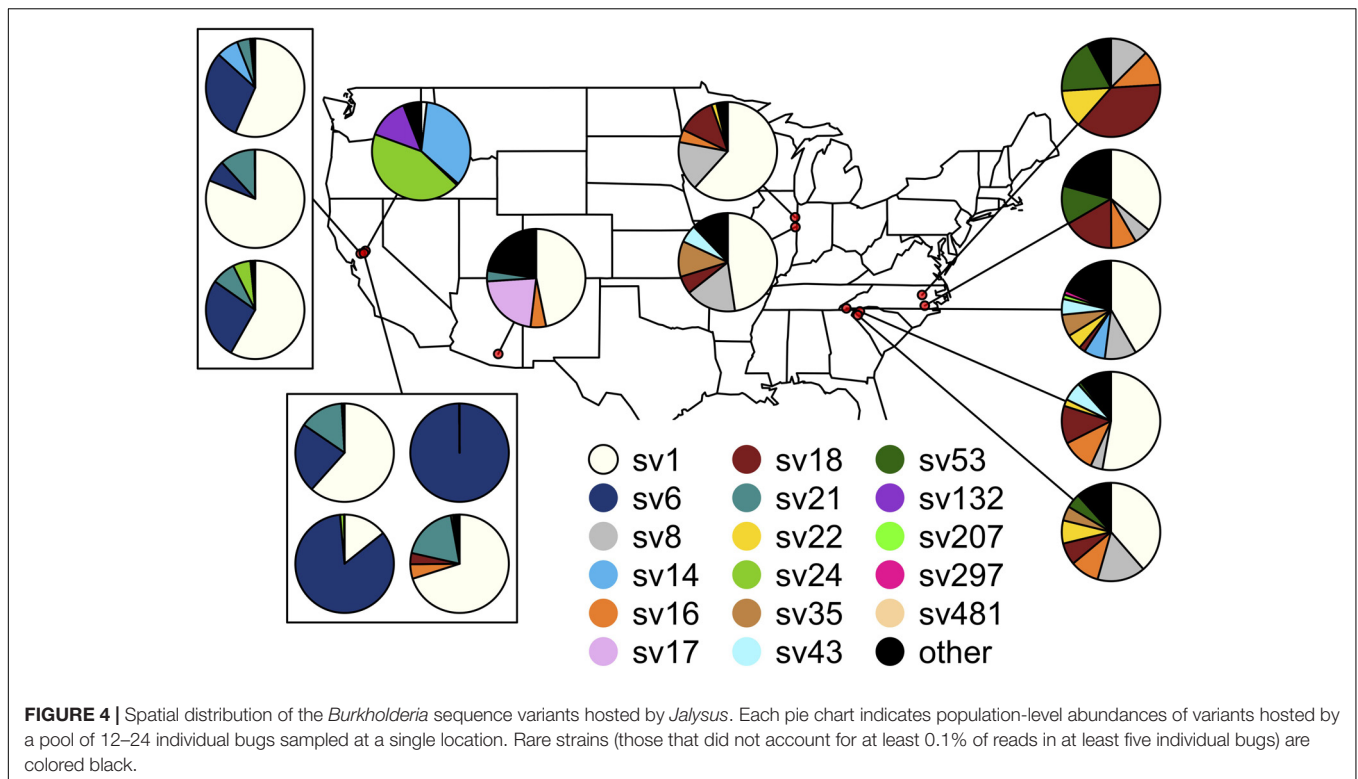 sv1 sv18 sv53
sv6 sv21 sv132
sv8 sv22 sv207
sv14 sv24 sv297
sv16 sv35 sv481
sv17 sv43 other
FIGURE 4 | Spatial distribution of the Burkholderia sequence variants hosted by Jalysus. Each pie chart indicates population-level abundances of variants hosted by
a pool of 12–24 individual bugs sampled at a single location. Rare strains (those that did not account for at least 0.1% of reads in at least five individual bugs) are
colored black.